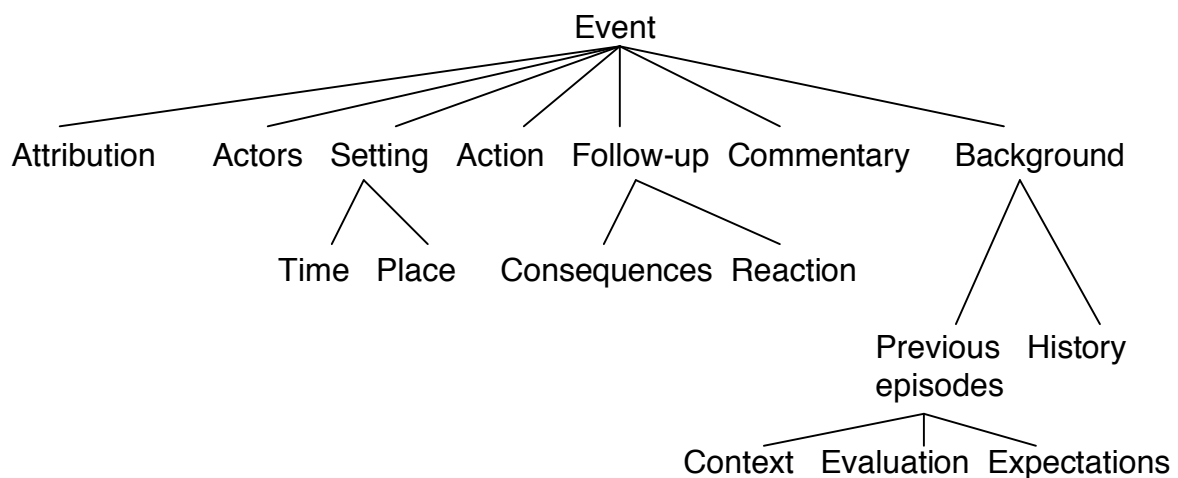 Event
Attribution Actors Setting Action Follow-up Commentary Background
Time Place Consequences Reaction
Previous episodes History
Context Evaluation Expectations